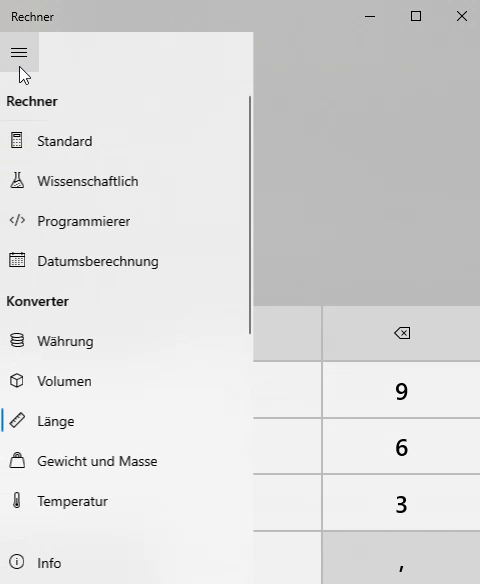 Rechner
Rechner
Standard
Wissenschaftlich
Programmierer
Datumsberechnung
Konverter
Währung
Volumen
Länge
Gewicht und Masse
Temperatur
Info
9
6
3
,